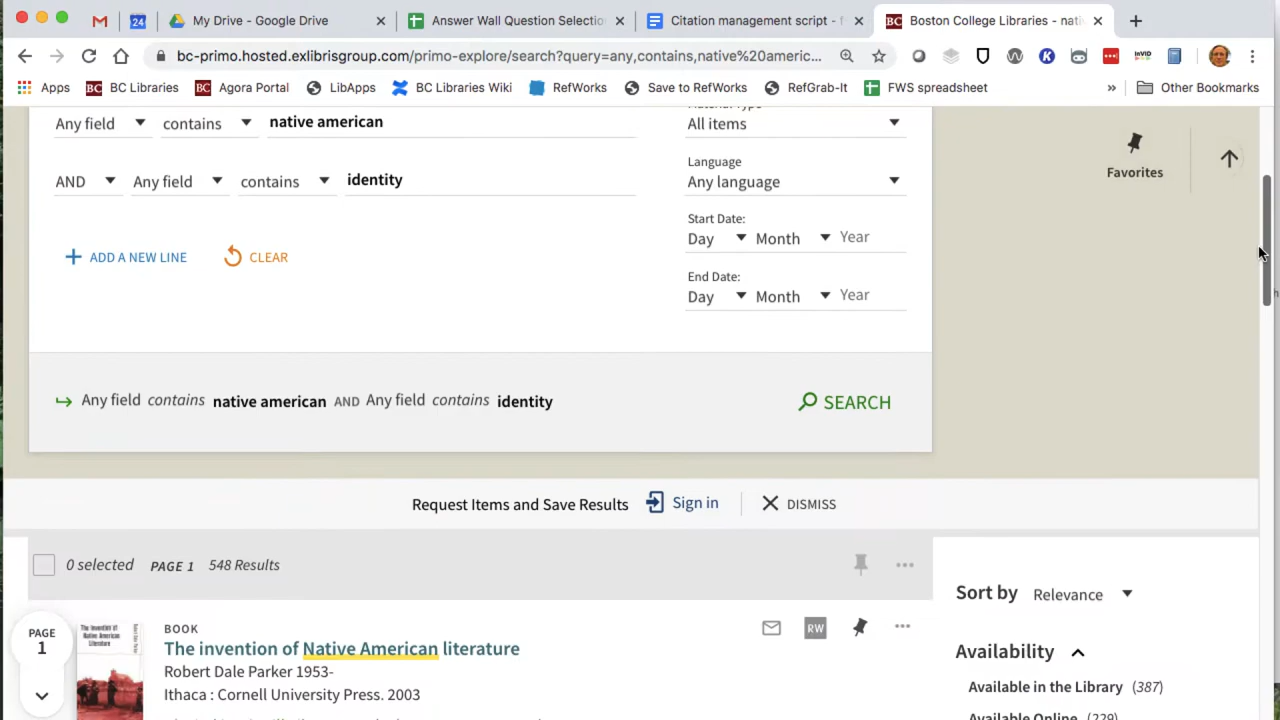 My Drive - Google Drive
Answer Wall Question Selectio
Citation management script - f
Boston College Libraries - nati
24
bc-primo.hosted.exlibrisgroup.com/primo-explore/search?query=any,contains,native%20americ...
Apps
BC Libraries
Agora Portal
LibApps
BC Libraries Wiki
RefWorks
Save to RefWorks
RefGrab-It
FWS spreadsheet
»
Other Bookmarks
Any field contains native american
All items
AND Any field contains identity
Language
Any language
Start Date:
Day Month Year
End Date:
Day Month Year
ADD A NEW LINE
CLEAR
Favorites
Any field contains native american AND Any field contains identity
SEARCH
Request Items and Save Results
Sign in
DISMISS
0 selected PAGE 1 548 Results
Sort by Relevance
PAGE
1
BOOK
The invention of Native American literature
Robert Dale Parker 1953-
Ithaca : Cornell University Press. 2003
RW
Availability
Available in the Library (387)
Available Online (229)